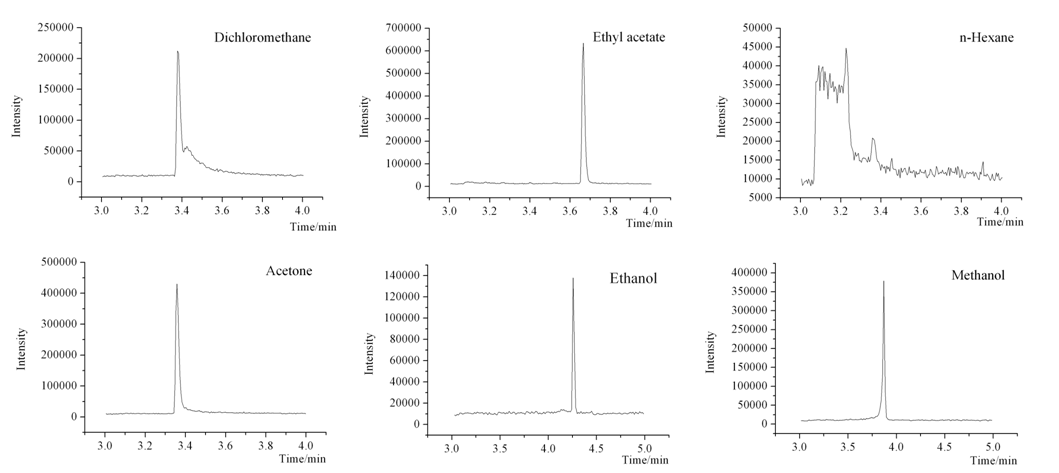 Dichloromethane
250000
200000
150000
100000
50000
0
Intensity
3.0 3.2 3.4 3.6 3.8 4.0
Time/min
Ethyl acetate
700000
600000
500000
400000
300000
200000
100000
0
Intensity
3.0 3.2 3.4 3.6 3.8 4.0
Time/min
n-Hexane
50000
45000
40000
35000
30000
25000
20000
15000
10000
5000
Intensity
3.0 3.2 3.4 3.6 3.8 4.0
Time/min
Acetone
500000
400000
300000
200000
100000
0
Intensity
3.0 3.2 3.4 3.6 3.8 4.0
Time/min
Ethanol
140000
120000
100000
80000
60000
40000
20000
0
Intensity
3.0 3.5 4.0 4.5 5.0
Time/min
Methanol
400000
350000
300000
250000
200000
150000
100000
50000
0
Intensity
3.0 3.5 4.0 4.5 5.0
Time/min